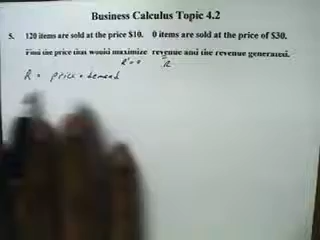 Business Calculus Topic 4.2
5. 120 items are sold at the price $10. 0 items are sold at the price of $30.
Find the price that would maximize revenue and the revenue generated.
R'=0 R
R = price * demand